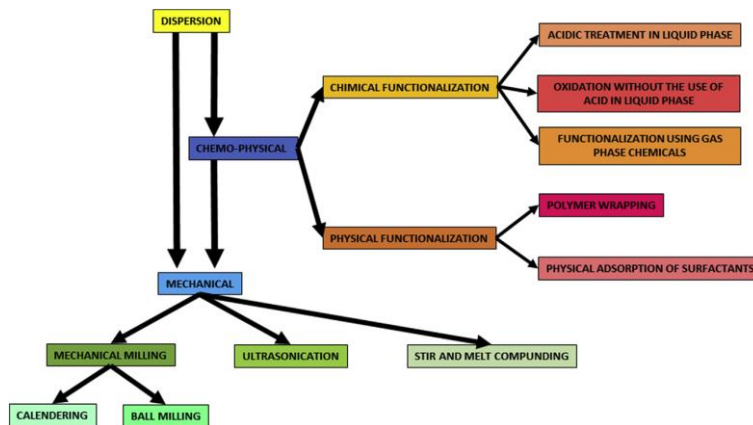 DISPERSION
ACIDIC TREATMENT IN LIQUID PHASE
CHIMICAL FUNCTIONALIZATION
OXIDATION WITHOUT THE USE OF
ACID IN LIQUID PHASE
CHEMO-PHYSICAL
FUNCTIONALIZATION USING GAS
PHASE CHEMICALS
POLYMER WRAPPING
PHYSICAL FUNCTIONALIZATION
PHYSICAL ADSORPTION OF SURFACTANTS
MECHANICAL
MECHANICAL MILLING
ULTRASONICATION
STIR AND MELT COMPUNDING
CALENDERING
BALL MILLING